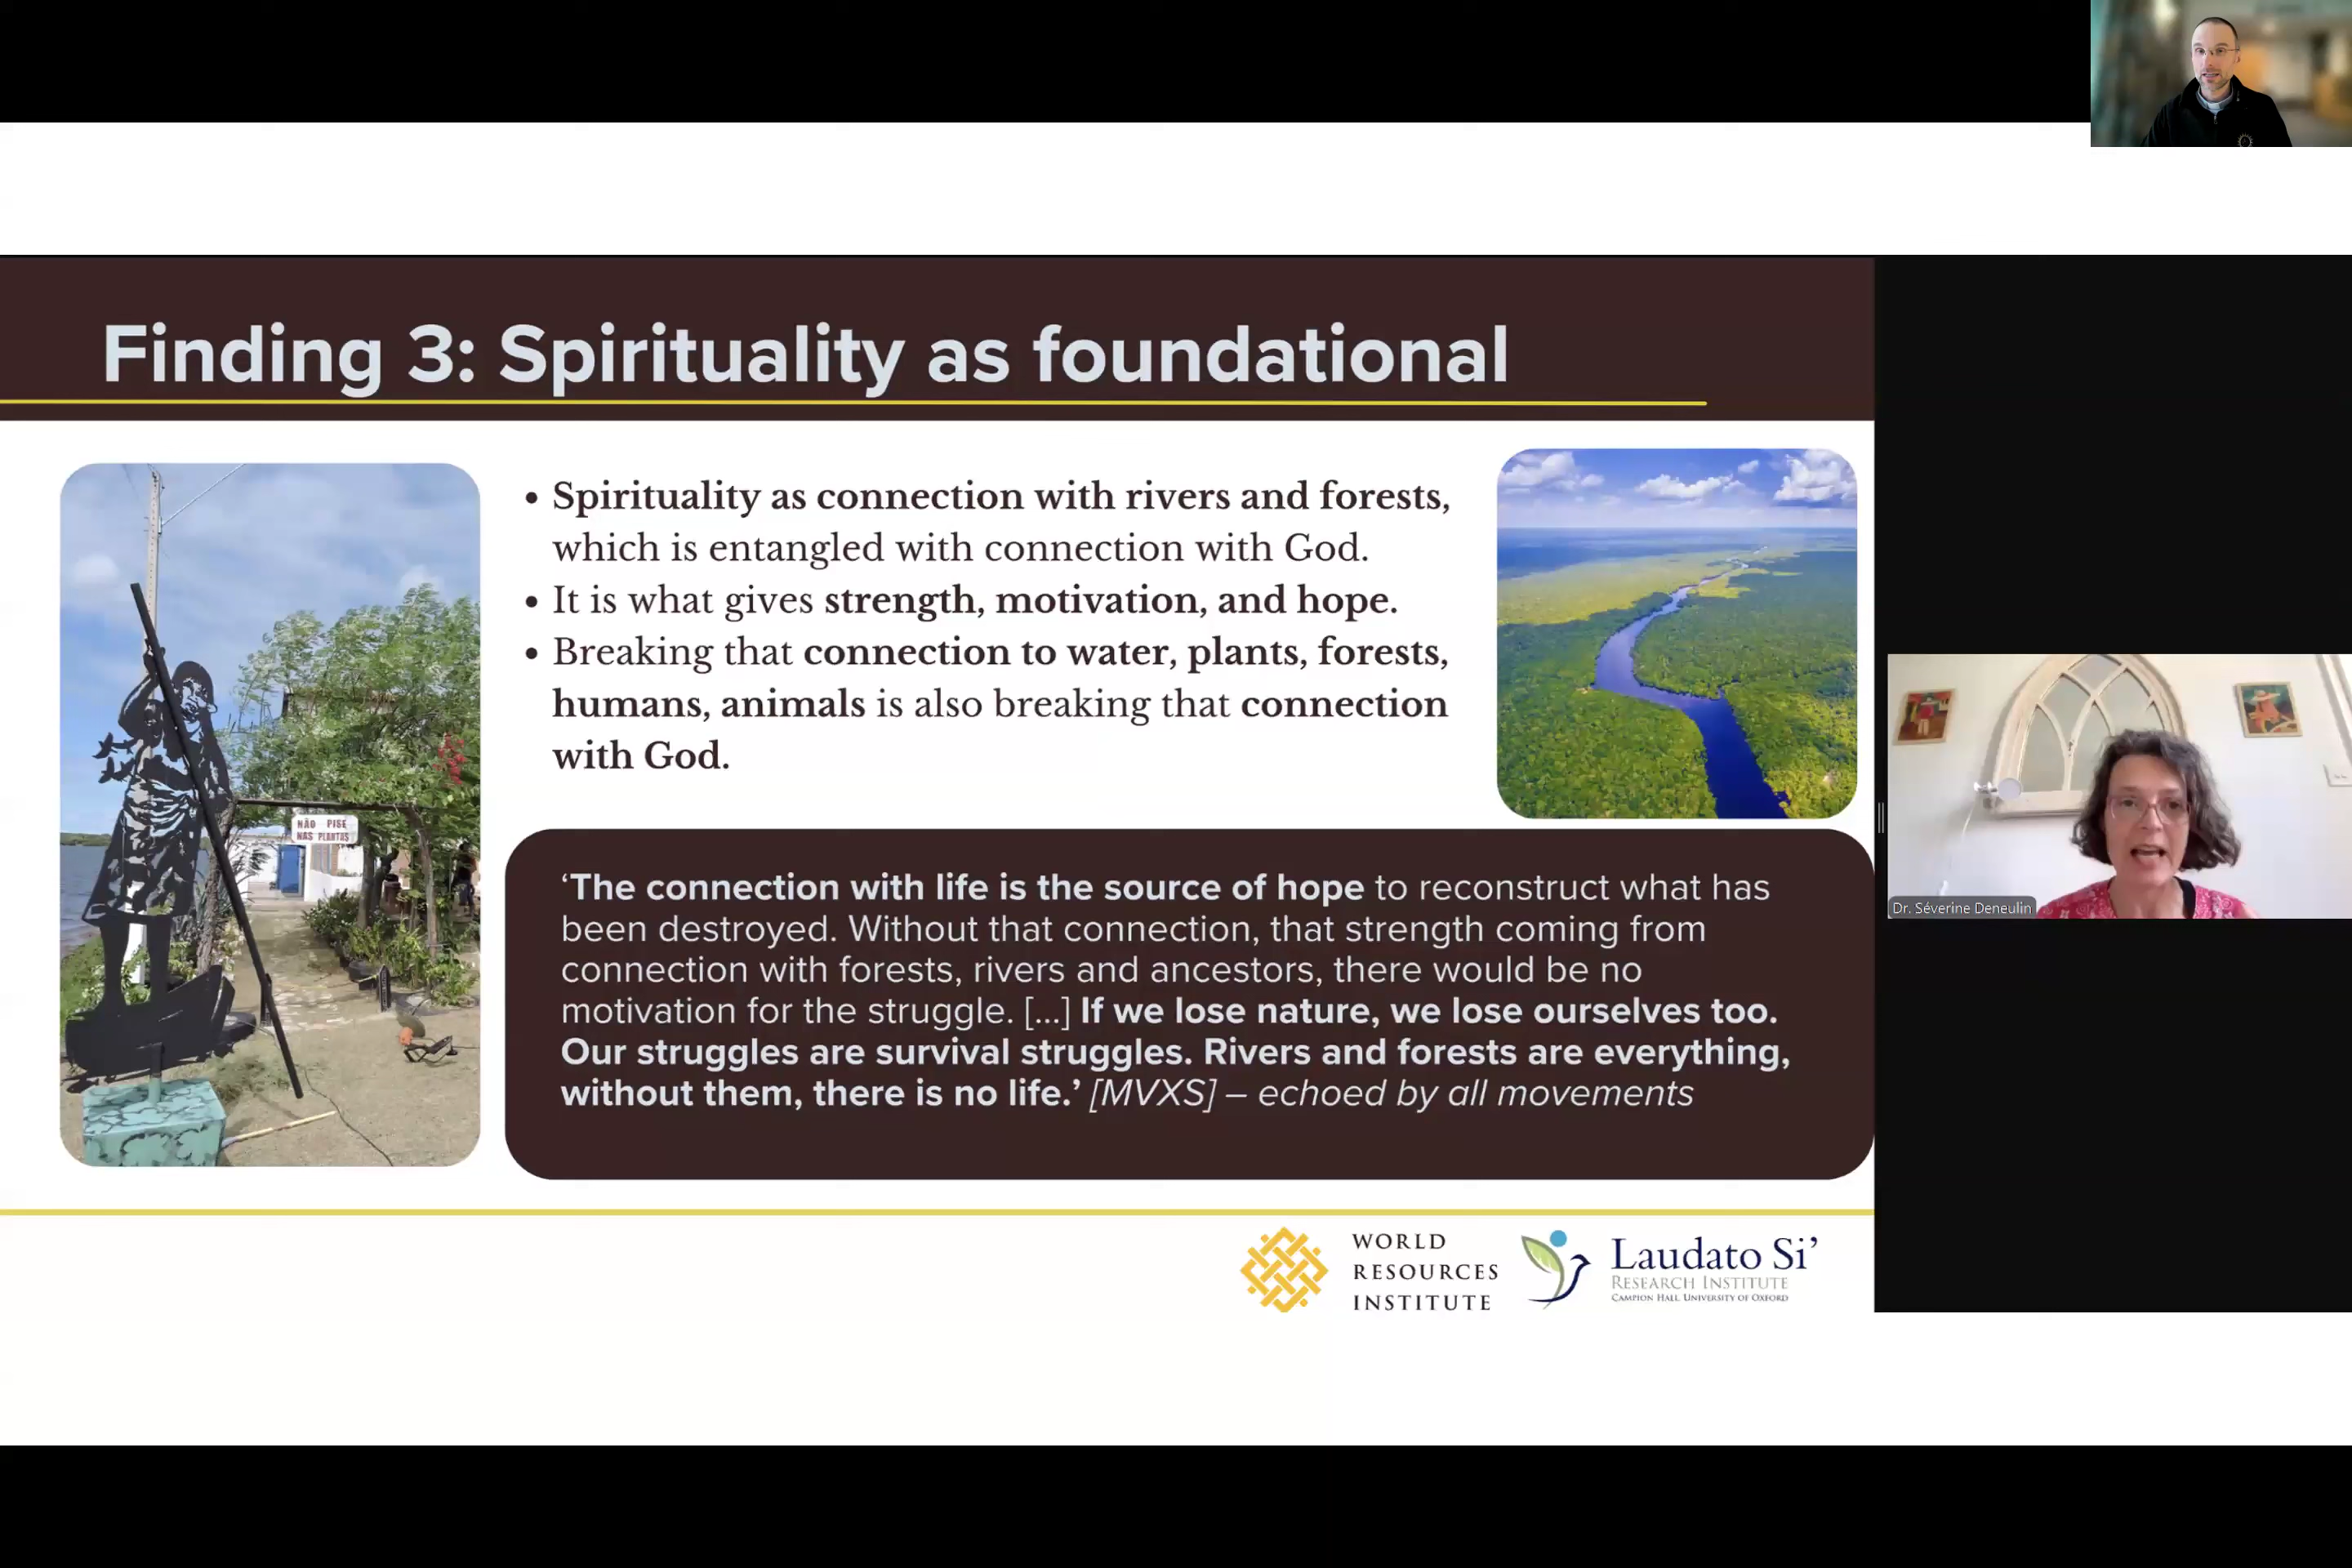 Finding 3: Spirituality as foundational
• Spirituality as connection with rivers and forests,
which is entangled with connection with God.
• It is what gives strength, motivation, and hope.
• Breaking that connection to water, plants, forests,
humans, animals is also breaking that connection
with God.
NÃO PISE
NAS PLANTAS
‘The connection with life is the source of hope to reconstruct what has
been destroyed. Without that connection, that strength coming from
connection with forests, rivers and ancestors, there would be no
motivation for the struggle. [...] If we lose nature, we lose ourselves too.
Our struggles are survival struggles. Rivers and forests are everything,
without them, there is no life.’ [MVXS] – echoed by all movements
Dr. Séverine Deneulin
WORLD
RESOURCES
INSTITUTE
Laudato Si’
RESEARCH INSTITUTE
CAMPION HALL, UNIVERSITY OF OXFORD